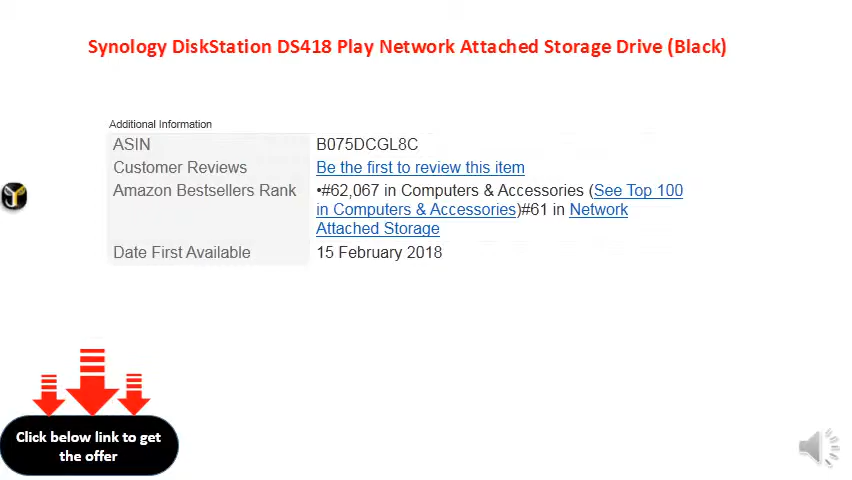 Synology DiskStation DS418 Play Network Attached Storage Drive (Black)
Additional Information
ASIN B075DCGL8C
Customer Reviews Be the first to review this item
Amazon Bestsellers Rank •#62,067 in Computers & Accessories (See Top 100
in Computers & Accessories)#61 in Network
Attached Storage
Date First Available 15 February 2018
Click below link to get
the offer